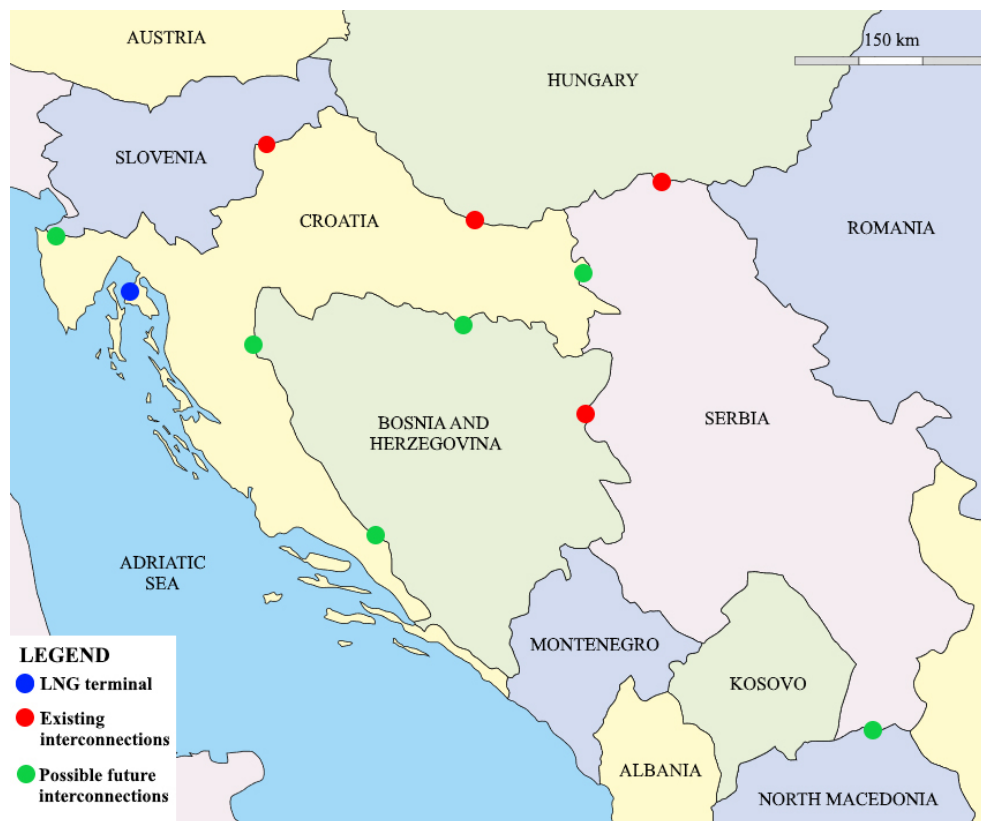 AUSTRIA
150 km
HUNGARY
SLOVENIA
CROATIA
ROMANIA
BOSNIA AND
HERZEGOVINA
SERBIA
ADRIATIC
SEA
MONTENEGRO
KOSOVO
ALBANIA
NORTH MACEDONIA
LEGEND
LNG terminal
Existing
interconnections
Possible future
interconnections